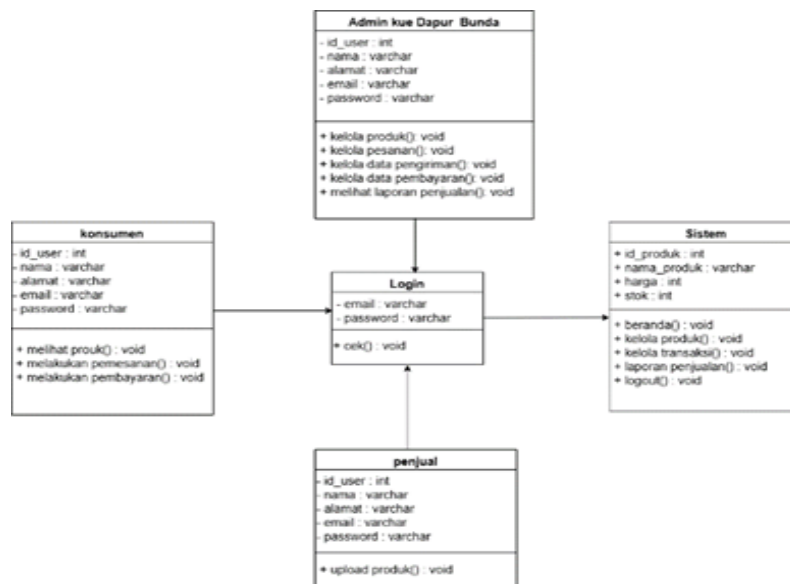 Admin kue Dapur Bunda
- id_user : int
- nama : varchar
- alamat : varchar
- email : varchar
- password : varchar
+ kelola produk(): void
+ kelola pesanan(): void
+ kelola data pengiriman(): void
+ kelola data pembayaran(): void
+ melihat laporan penjualan(): void
konsumen
- id_user : int
- nama : varchar
- alamat : varchar
- email : varchar
- password : varchar
+ melihat prouk() : void
+ melakukan pemesanan() : void
+ melakukan pembayaran() : void
Login
- email : varchar
- password : varchar
+ cek() : void
Sistem
+ id_produk : int
+ nama_produk : varchar
+ harga : int
+ stok : int
+ beranda() : void
+ kelola produk() : void
+ kelola transaksi() : void
+ laporan penjualan() : void
+ logout() : void
penjual
- id_user : int
- nama : varchar
- alamat : varchar
- email : varchar
- password : varchar
+ upload produk() : void